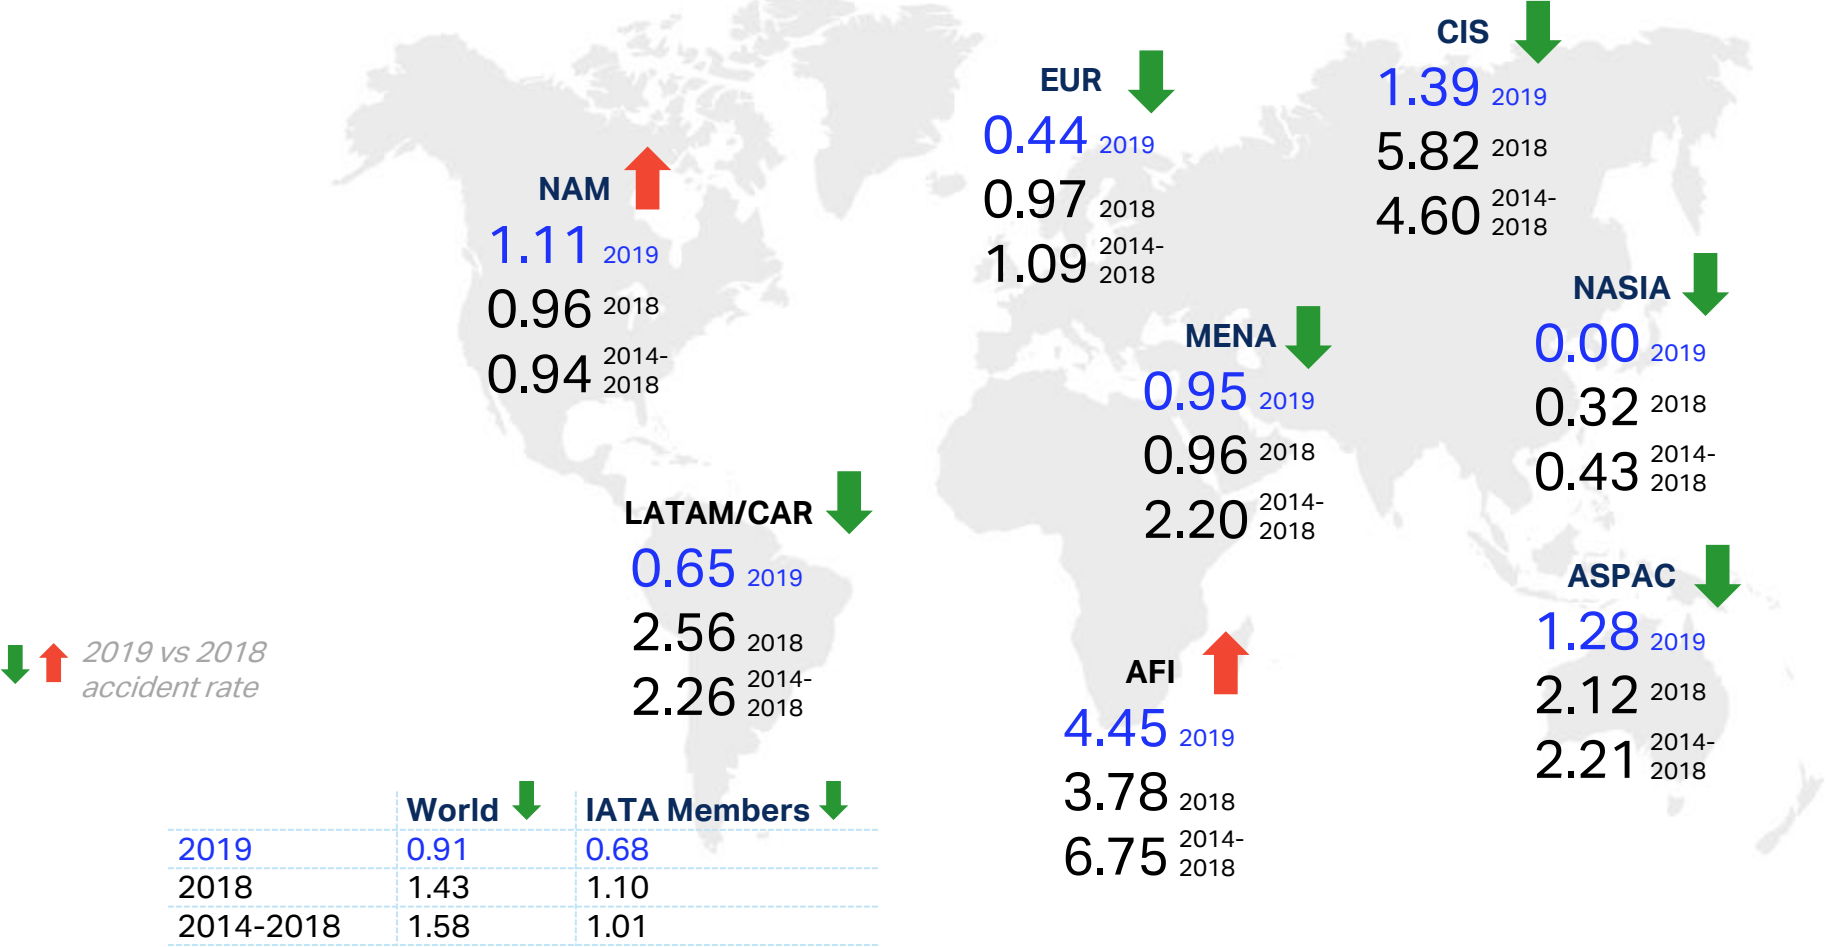 CIS
1.39 2019
5.82 2018
4.60 2014-
2018
EUR
0.44 2019
0.97 2018
1.09 2014-
2018
NAM
1.11 2019
0.96 2018
0.94 2014-
2018
NASIA
0.00 2019
0.32 2018
0.43 2014-
2018
MENA
0.95 2019
0.96 2018
2.20 2014-
2018
LATAM/CAR
0.65 2019
2.56 2018
2.26 2014-
2018
ASPAC
1.28 2019
2.12 2018
2.21 2014-
2018
AFI
4.45 2019
3.78 2018
6.75 2014-
2018
2019 vs 2018
accident rate
World IATA Members
2019 0.91 0.68
2018 1.43 1.10
2014-2018 1.58 1.01